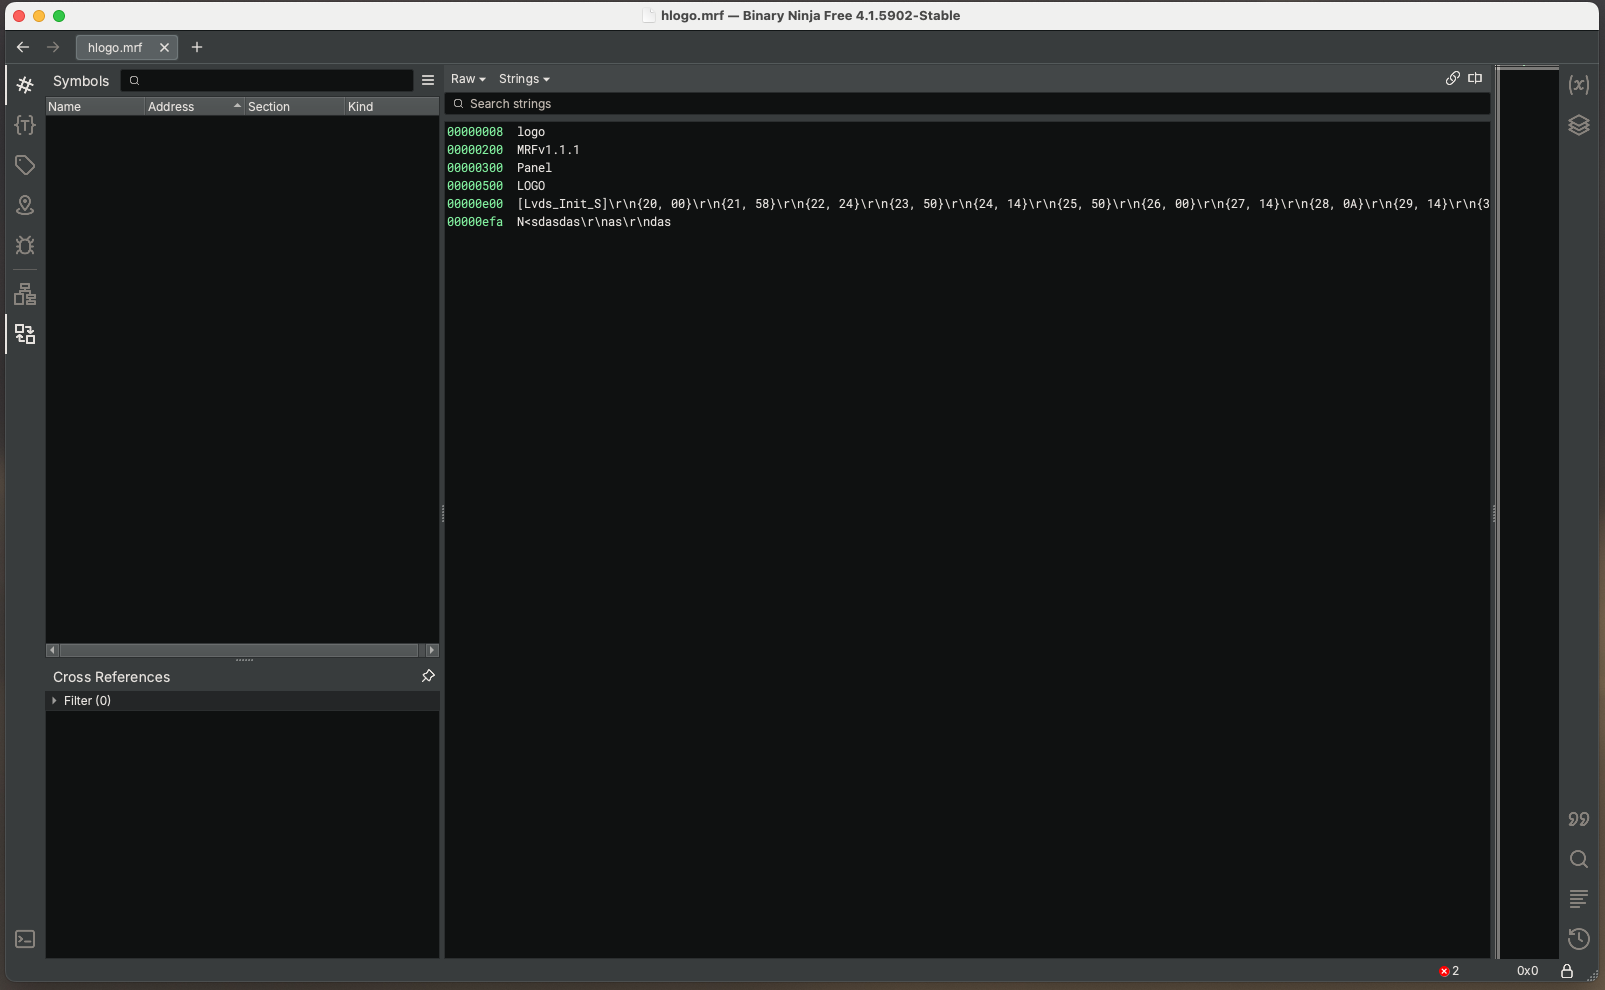 hlogo.mrf — Binary Ninja Free 4.1.5902-Stable
hlogo.mrf
Symbols
Name Address Section Kind
Cross References
Filter (0)
Raw Strings
Search strings
00000008 logo
00000200 MRFv1.1.1
00000300 Panel
00000500 LOGO
00000e00 [Lvds_Init_S]\r\n{20, 00}\r\n{21, 58}\r\n{22, 24}\r\n{23, 50}\r\n{24, 14}\r\n{25, 50}\r\n{26, 00}\r\n{27, 14}\r\n{28, 0A}\r\n{29, 14}\r\n{3
00000efa N<sdasdas\r\nas\r\ndas
2 0x0